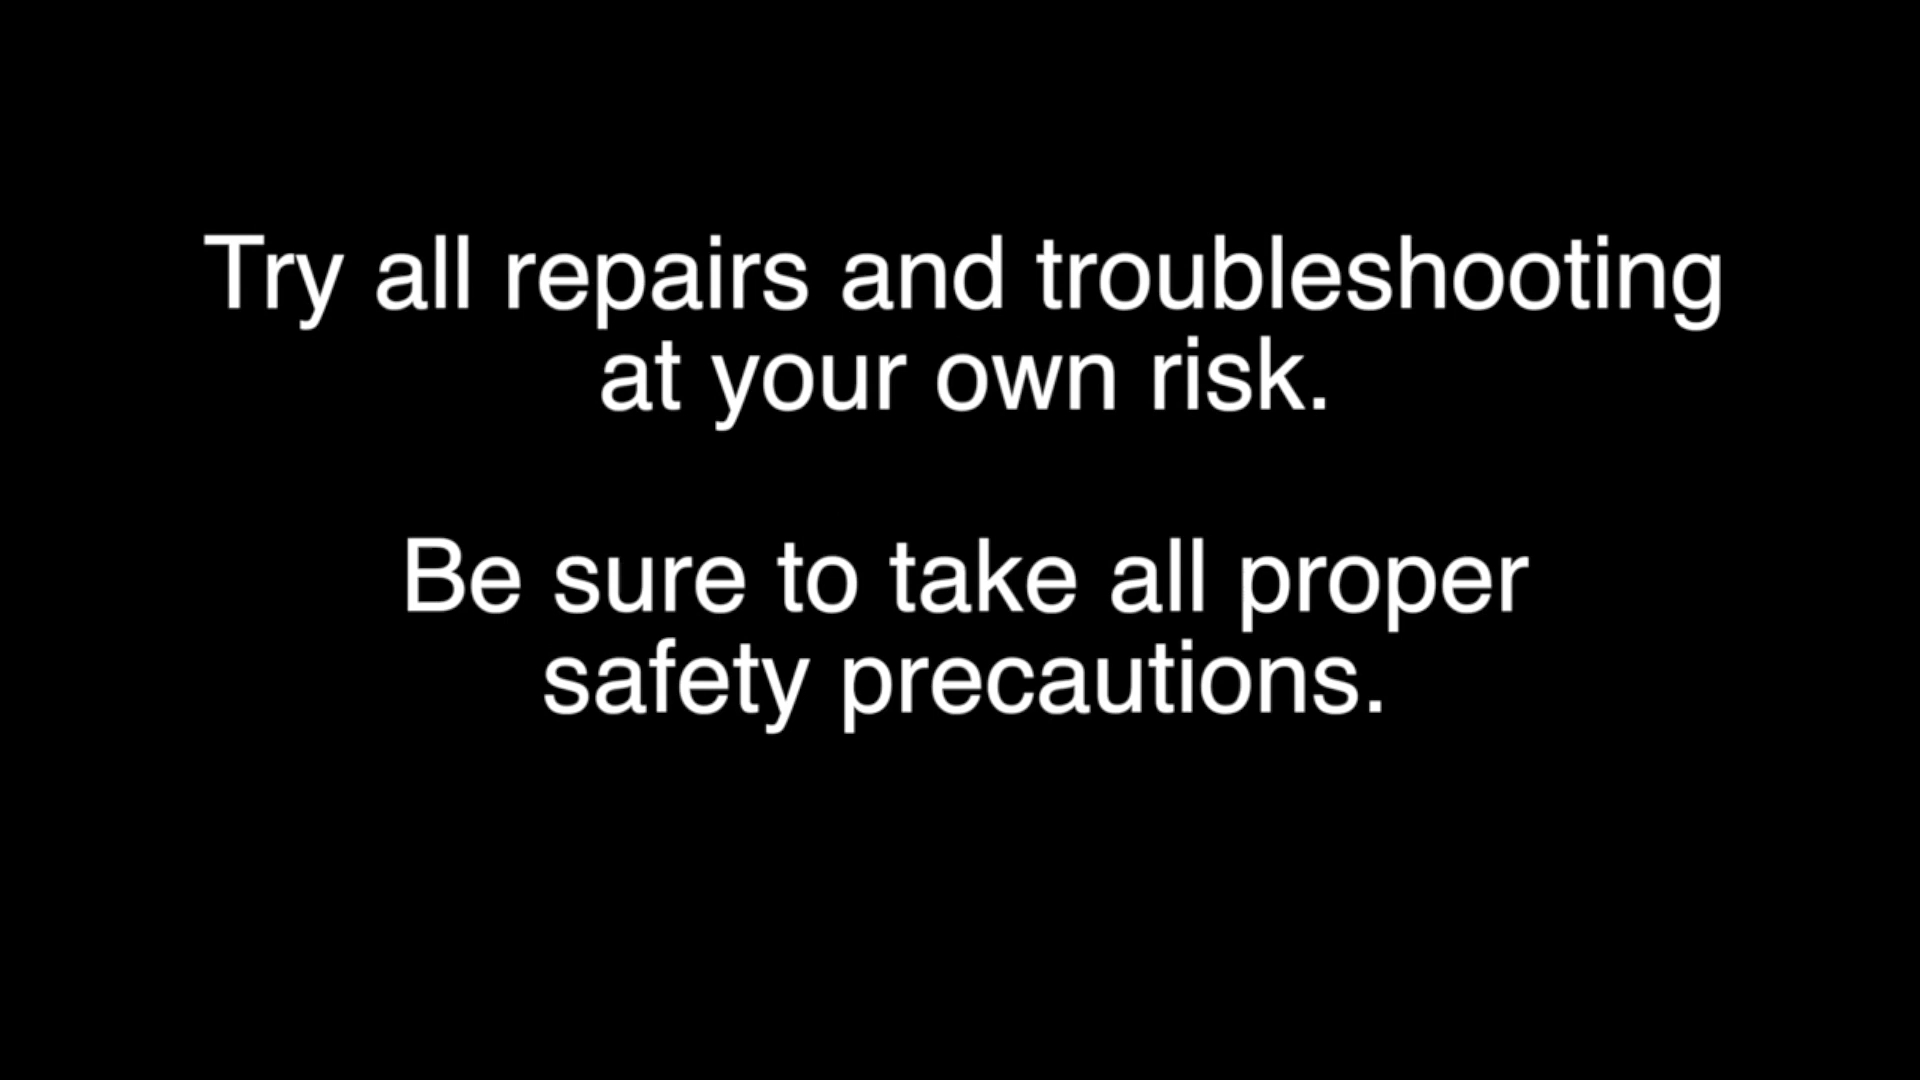 Try all repairs and troubleshooting
at your own risk.
Be sure to take all proper
safety precautions.